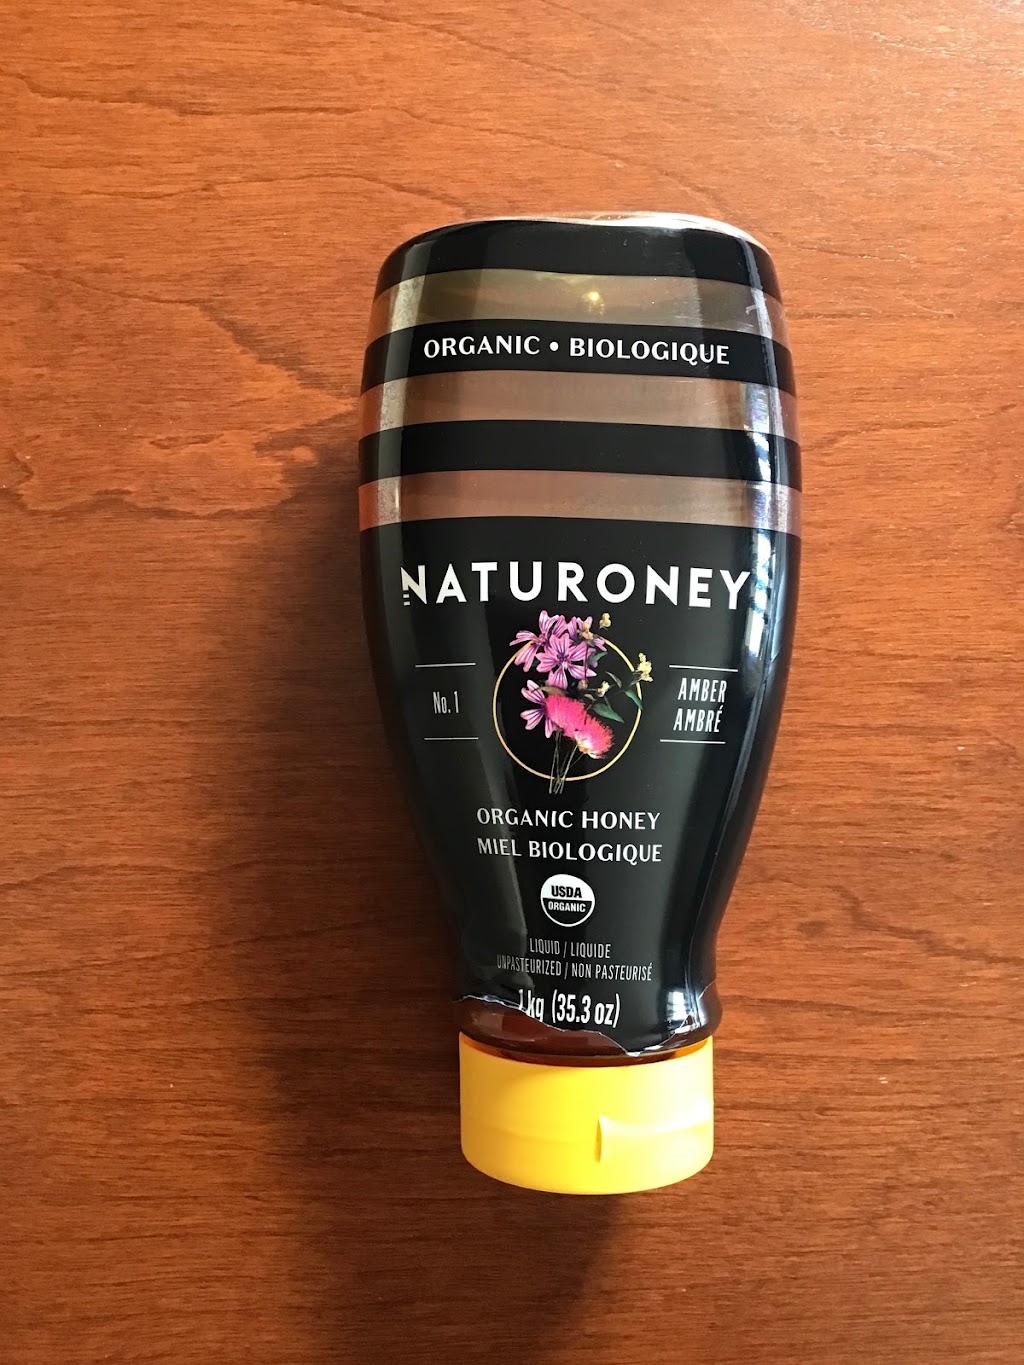 ORGANIC • BIOLOGIQUE
NATURONEY
No. 1
AMBER
AMBRÉ
ORGANIC HONEY
MIEL BIOLOGIQUE
USDA
ORGANIC
LIQUID / LIQUIDE
UNPASTEURIZED / NON PASTEURISÉ
1 kg (35.3 oz)